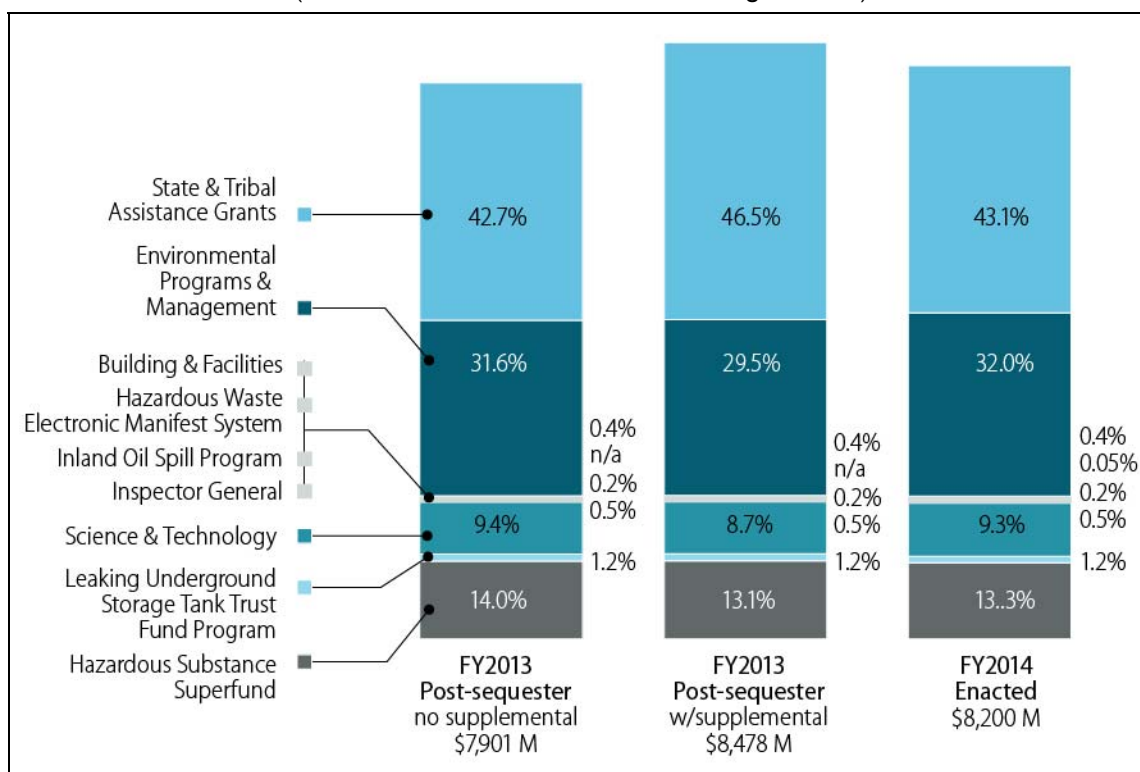 State & Tribal
Assistance Grants
Environmental
Programs &
Management
Building & Facilities
Hazardous Waste
Electronic Manifest System
Inland Oil Spill Program
Inspector General
Science & Technology
Leaking Underground
Storage Tank Trust
Fund Program
Hazardous Substance
Superfund
42.7%
31.6%
0.4%
n/a
0.2%
0.5%
9.4%
1.2%
14.0%
FY2013
Post-sequester
no supplemental
$7,901 M
46.5%
29.5%
0.4%
n/a
0.2%
0.5%
8.7%
1.2%
13.1%
FY2013
Post-sequester
w/supplemental
$8,478 M
43.1%
32.0%
0.4%
0.05%
0.2%
0.5%
9.3%
1.2%
13..3%
FY2014
Enacted
$8,200 M